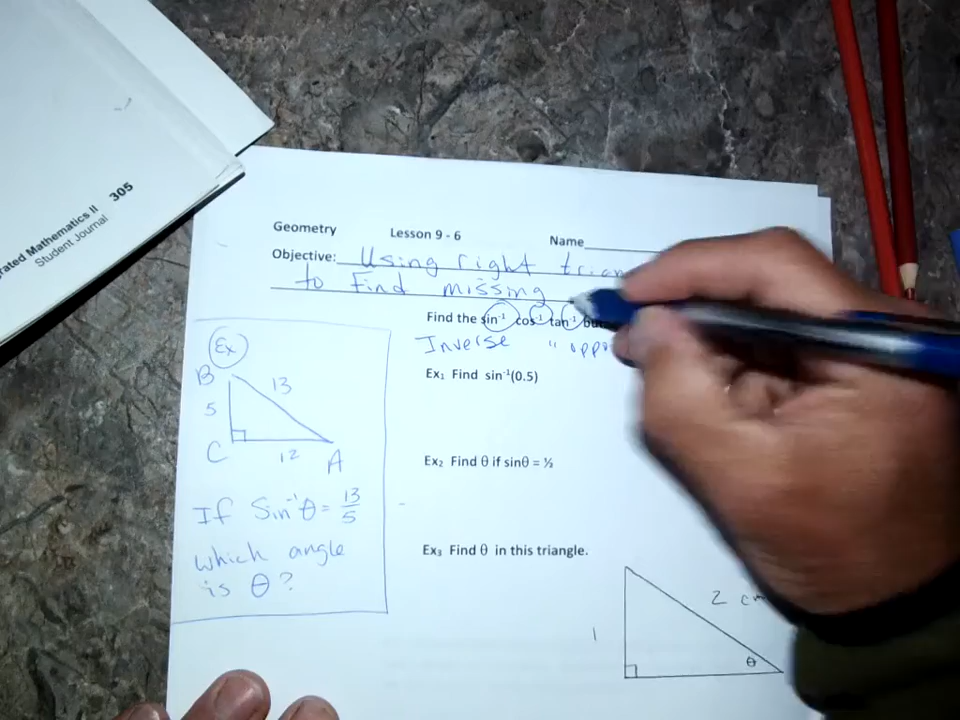 305
Mathematics II
Student Journal
Geometry Lesson 9 - 6 Name
Objective: Using right
to Find missing
Find the sin⁻¹ cos⁻¹ tan⁻¹
Inverse
Ex
B
13
5
C
12
A
If Sin⁻¹ θ = 13/5
which angle
is θ?
Ex₁ Find sin⁻¹(0.5)
Ex₂ Find θ if sinθ = ½
Ex₃ Find θ in this triangle.
2
1
θ